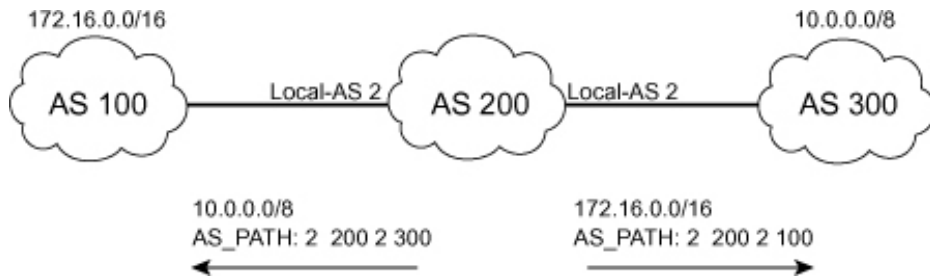 172.16.0.0/16
10.0.0.0/8
AS 100
Local-AS 2
AS 200
Local-AS 2
AS 300
10.0.0.0/8
AS_PATH: 2 200 2 300
172.16.0.0/16
AS_PATH: 2 200 2 100